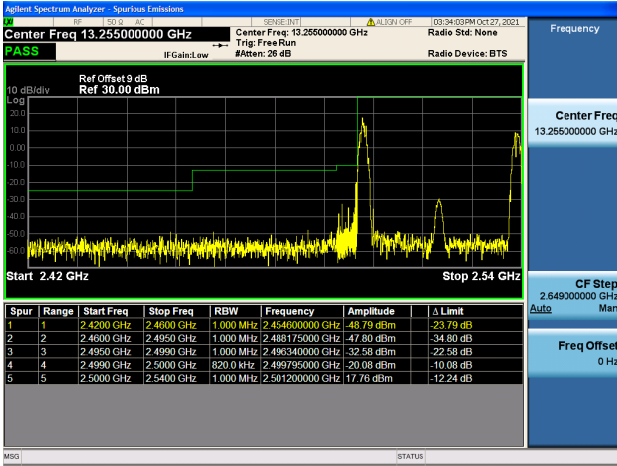 Agilent Spectrum Analyzer - Spurious Emissions
RF 50 Ω AC SENSE:INT ALIGN OFF 03:34:03PM Oct 27, 2021
Center Freq 13.255000000 GHz Center Freq: 13.255000000 GHz Radio Std: None
Trig: Free Run
PASS IFGain:Low #Atten: 26 dB Radio Device: BTS
Ref Offset 9 dB
10 dB/div Ref 30.00 dBm
Log
20.0
10.0
0.00
-10.0
-20.0
-30.0
-40.0
-50.0
-60.0
Start 2.42 GHz Stop 2.54 GHz
Spur Range Start Freq Stop Freq RBW Frequency Amplitude Δ Limit
1 1 2.4200 GHz 2.4600 GHz 1.000 MHz 2.454600000 GHz -48.79 dBm -23.79 dB
2 2 2.4600 GHz 2.4950 GHz 1.000 MHz 2.488175000 GHz -47.80 dBm -34.80 dB
3 3 2.4950 GHz 2.4990 GHz 1.000 MHz 2.496340000 GHz -32.58 dBm -22.58 dB
4 4 2.4990 GHz 2.5000 GHz 820.0 kHz 2.499795000 GHz -20.08 dBm -10.08 dB
5 5 2.5000 GHz 2.5400 GHz 1.000 MHz 2.501200000 GHz 17.76 dBm -12.24 dB
MSG STATUS
Frequency
Center Freq
13.255000000 GHz
CF Step
2.649000000 GHz
Auto Man
Freq Offset
0 Hz